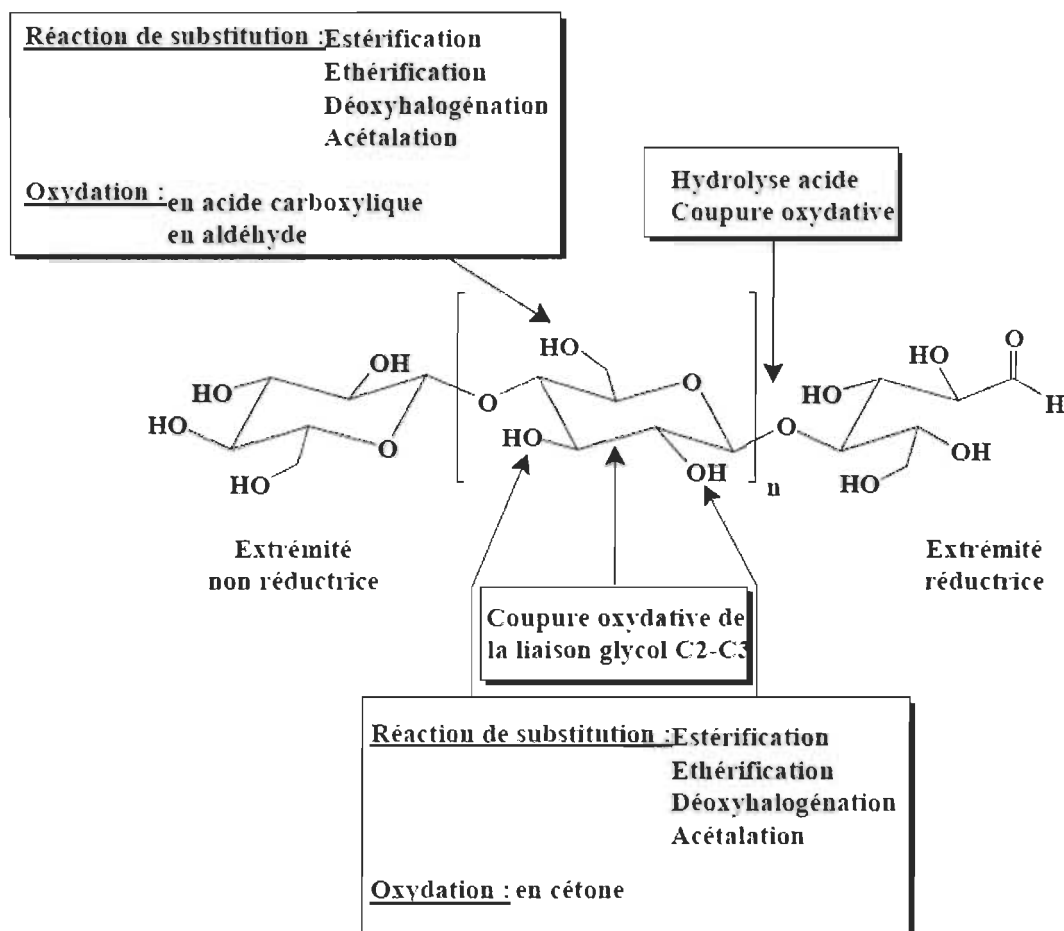 Réaction de substitution : Estérification
Ethérification
Déoxyhalogénation
Acétalation
Oxydation : en acide carboxylique
en aldéhyde
Hydrolyse acide
Coupure oxydative
HO
OH
HO
HO
O
HO
O
HO
O
HO
OH
n
O
HO
HO
O
H
OH
HO
Extrémité
non réductrice
Extrémité
réductrice
Coupure oxydative de
la liaison glycol C2-C3
Réaction de substitution : Estérification
Ethérification
Déoxyhalogénation
Acétalation
Oxydation : en cétone